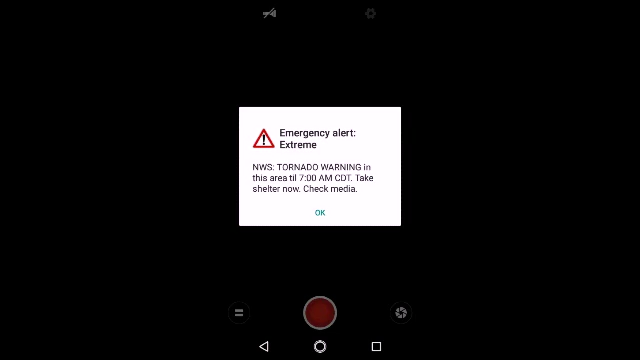 Emergency alert:
Extreme
NWS: TORNADO WARNING in
this area til 7:00 AM CDT. Take
shelter now. Check media.
OK